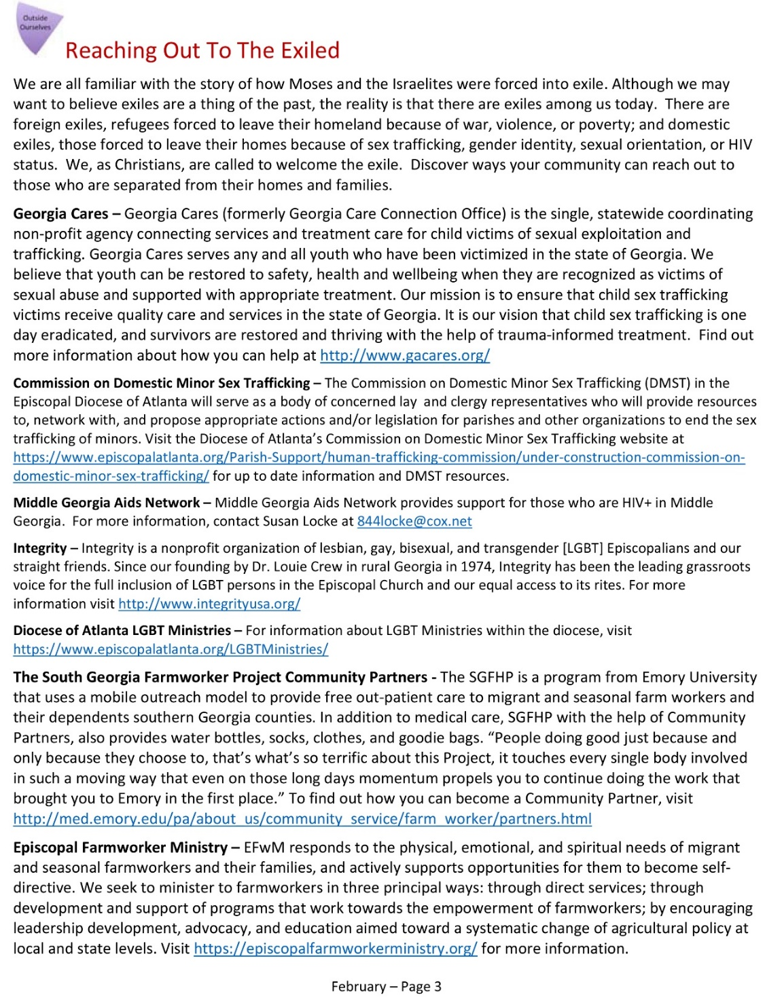 Outside
Ourselves
Reaching Out To The Exiled
We are all familiar with the story of how Moses and the Israelites were forced into exile. Although we may
want to believe exiles are a thing of the past, the reality is that there are exiles among us today.  There are
foreign exiles, refugees forced to leave their homeland because of war, violence, or poverty; and domestic
exiles, those forced to leave their homes because of sex trafficking, gender identity, sexual orientation, or HIV
status.  We, as Christians, are called to welcome the exile.  Discover ways your community can reach out to
those who are separated from their homes and families.
Georgia Cares – Georgia Cares (formerly Georgia Care Connection Office) is the single, statewide coordinating
non-profit agency connecting services and treatment care for child victims of sexual exploitation and
trafficking. Georgia Cares serves any and all youth who have been victimized in the state of Georgia. We
believe that youth can be restored to safety, health and wellbeing when they are recognized as victims of
sexual abuse and supported with appropriate treatment. Our mission is to ensure that child sex trafficking
victims receive quality care and services in the state of Georgia. It is our vision that child sex trafficking is one
day eradicated, and survivors are restored and thriving with the help of trauma-informed treatment.  Find out
more information about how you can help at http://www.gacares.org/
Commission on Domestic Minor Sex Trafficking – The Commission on Domestic Minor Sex Trafficking (DMST) in the
Episcopal Diocese of Atlanta will serve as a body of concerned lay  and clergy representatives who will provide resources
to, network with, and propose appropriate actions and/or legislation for parishes and other organizations to end the sex
trafficking of minors. Visit the Diocese of Atlanta’s Commission on Domestic Minor Sex Trafficking website at
https://www.episcopalatlanta.org/Parish-Support/human-trafficking-commission/under-construction-commission-on-
domestic-minor-sex-trafficking/ for up to date information and DMST resources.
Middle Georgia Aids Network – Middle Georgia Aids Network provides support for those who are HIV+ in Middle
Georgia.  For more information, contact Susan Locke at 844locke@cox.net
Integrity – Integrity is a nonprofit organization of lesbian, gay, bisexual, and transgender [LGBT] Episcopalians and our
straight friends. Since our founding by Dr. Louie Crew in rural Georgia in 1974, Integrity has been the leading grassroots
voice for the full inclusion of LGBT persons in the Episcopal Church and our equal access to its rites. For more
information visit http://www.integrityusa.org/
Diocese of Atlanta LGBT Ministries – For information about LGBT Ministries within the diocese, visit
https://www.episcopalatlanta.org/LGBTMinistries/
The South Georgia Farmworker Project Community Partners - The SGFHP is a program from Emory University
that uses a mobile outreach model to provide free out-patient care to migrant and seasonal farm workers and
their dependents southern Georgia counties. In addition to medical care, SGFHP with the help of Community
Partners, also provides water bottles, socks, clothes, and goodie bags. “People doing good just because and
only because they choose to, that’s what’s so terrific about this Project, it touches every single body involved
in such a moving way that even on those long days momentum propels you to continue doing the work that
brought you to Emory in the first place.” To find out how you can become a Community Partner, visit
http://med.emory.edu/pa/about_us/community_service/farm_worker/partners.html
Episcopal Farmworker Ministry – EFwM responds to the physical, emotional, and spiritual needs of migrant
and seasonal farmworkers and their families, and actively supports opportunities for them to become self-
directive. We seek to minister to farmworkers in three principal ways: through direct services; through
development and support of programs that work towards the empowerment of farmworkers; by encouraging
leadership development, advocacy, and education aimed toward a systematic change of agricultural policy at
local and state levels. Visit https://episcopalfarmworkerministry.org/ for more information.
February – Page 3